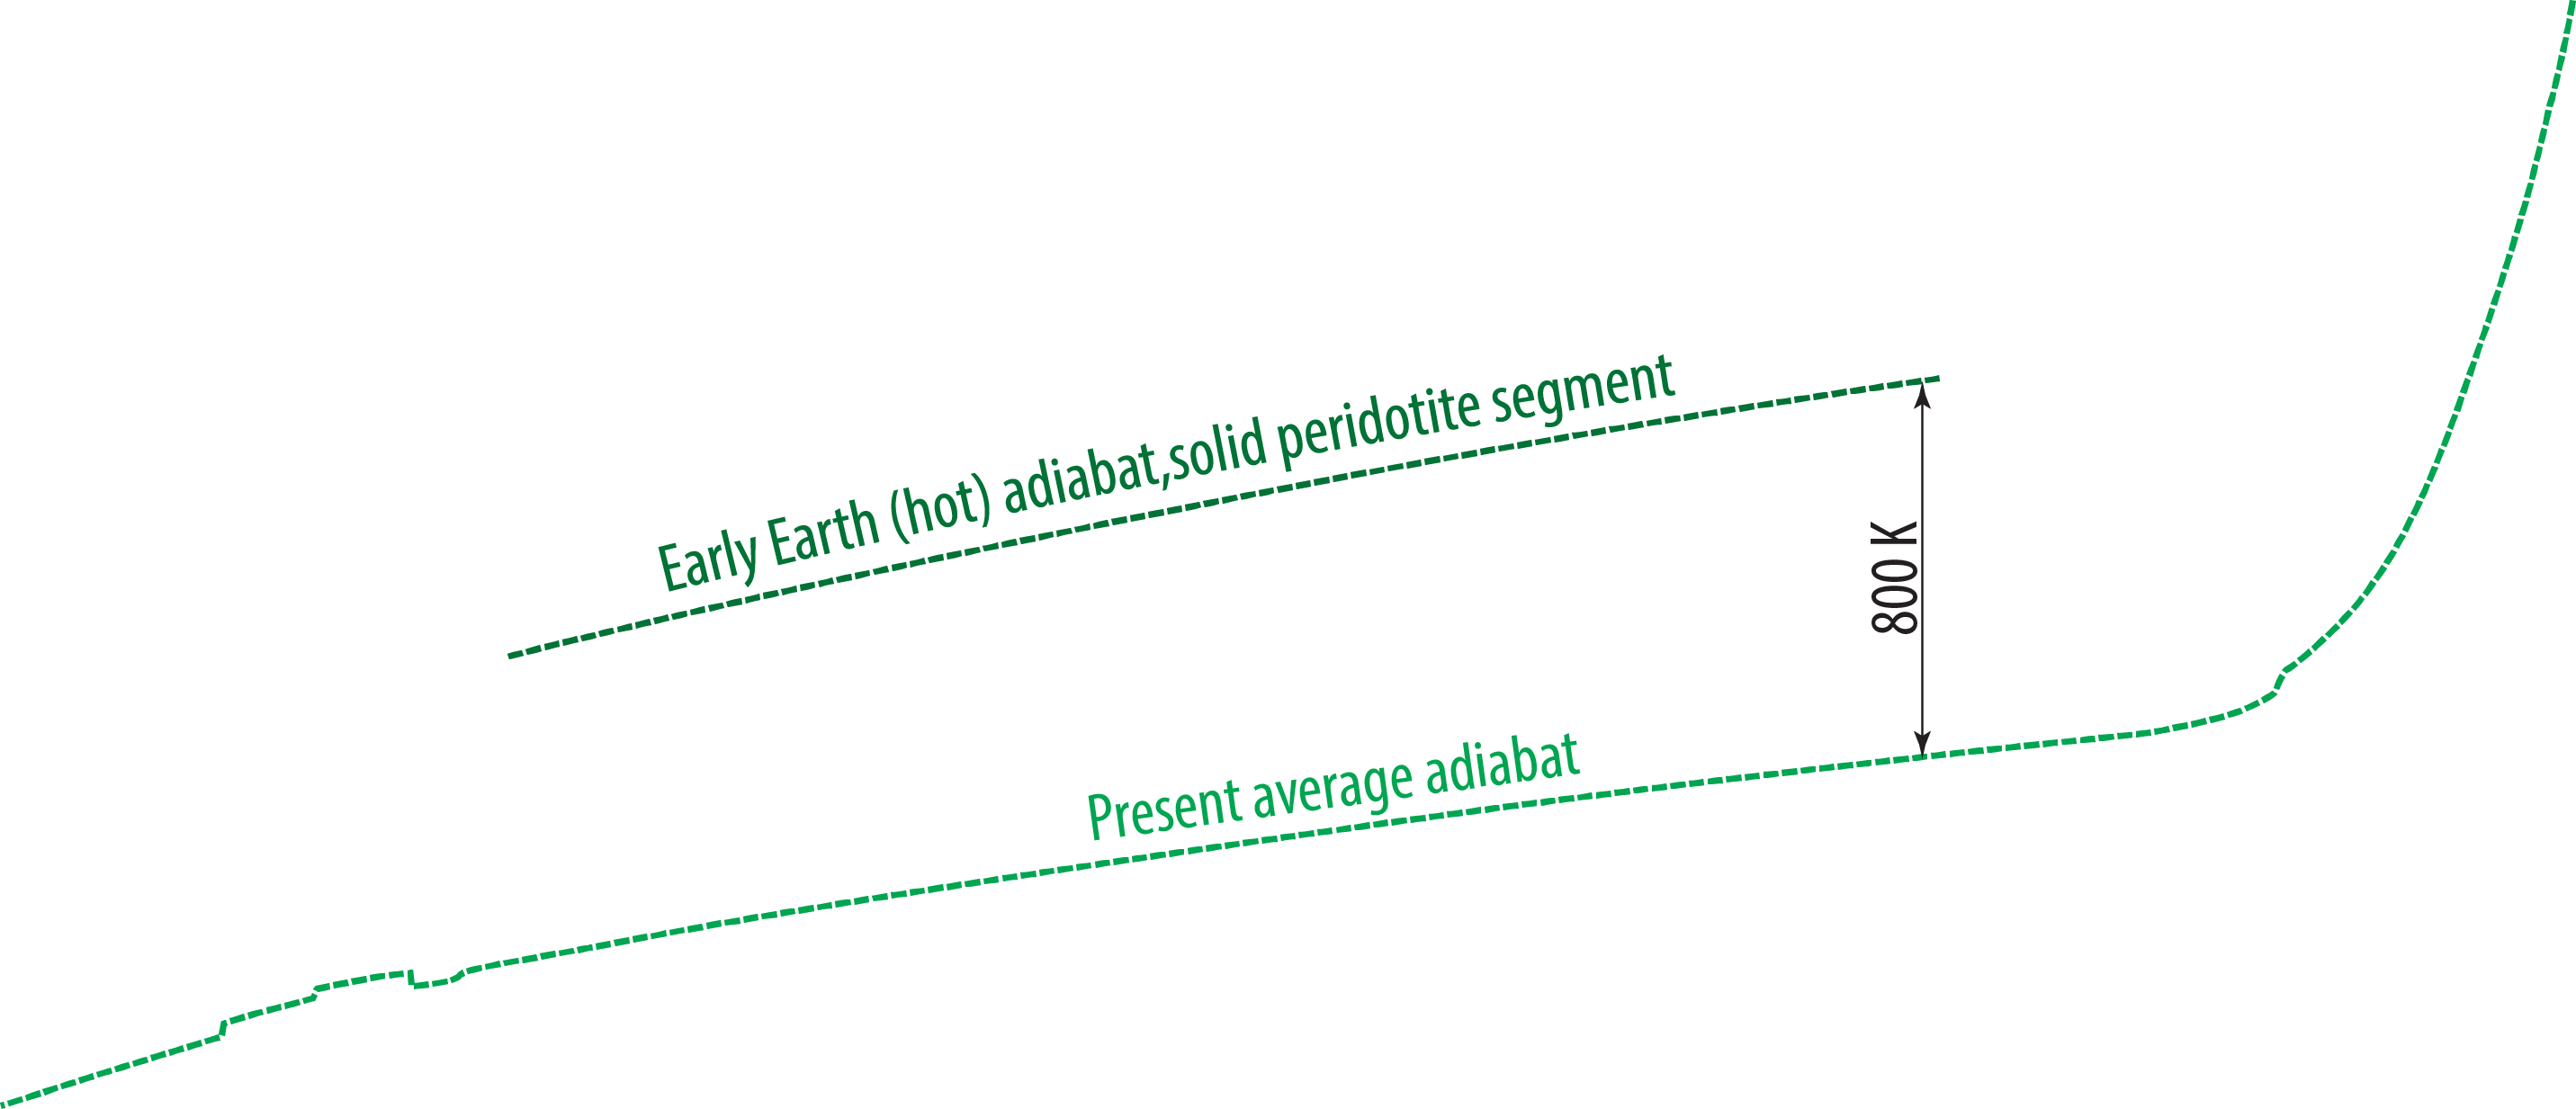 Early Earth (hot) adiabat,solid peridotite segment
800 K
Present average adiabat